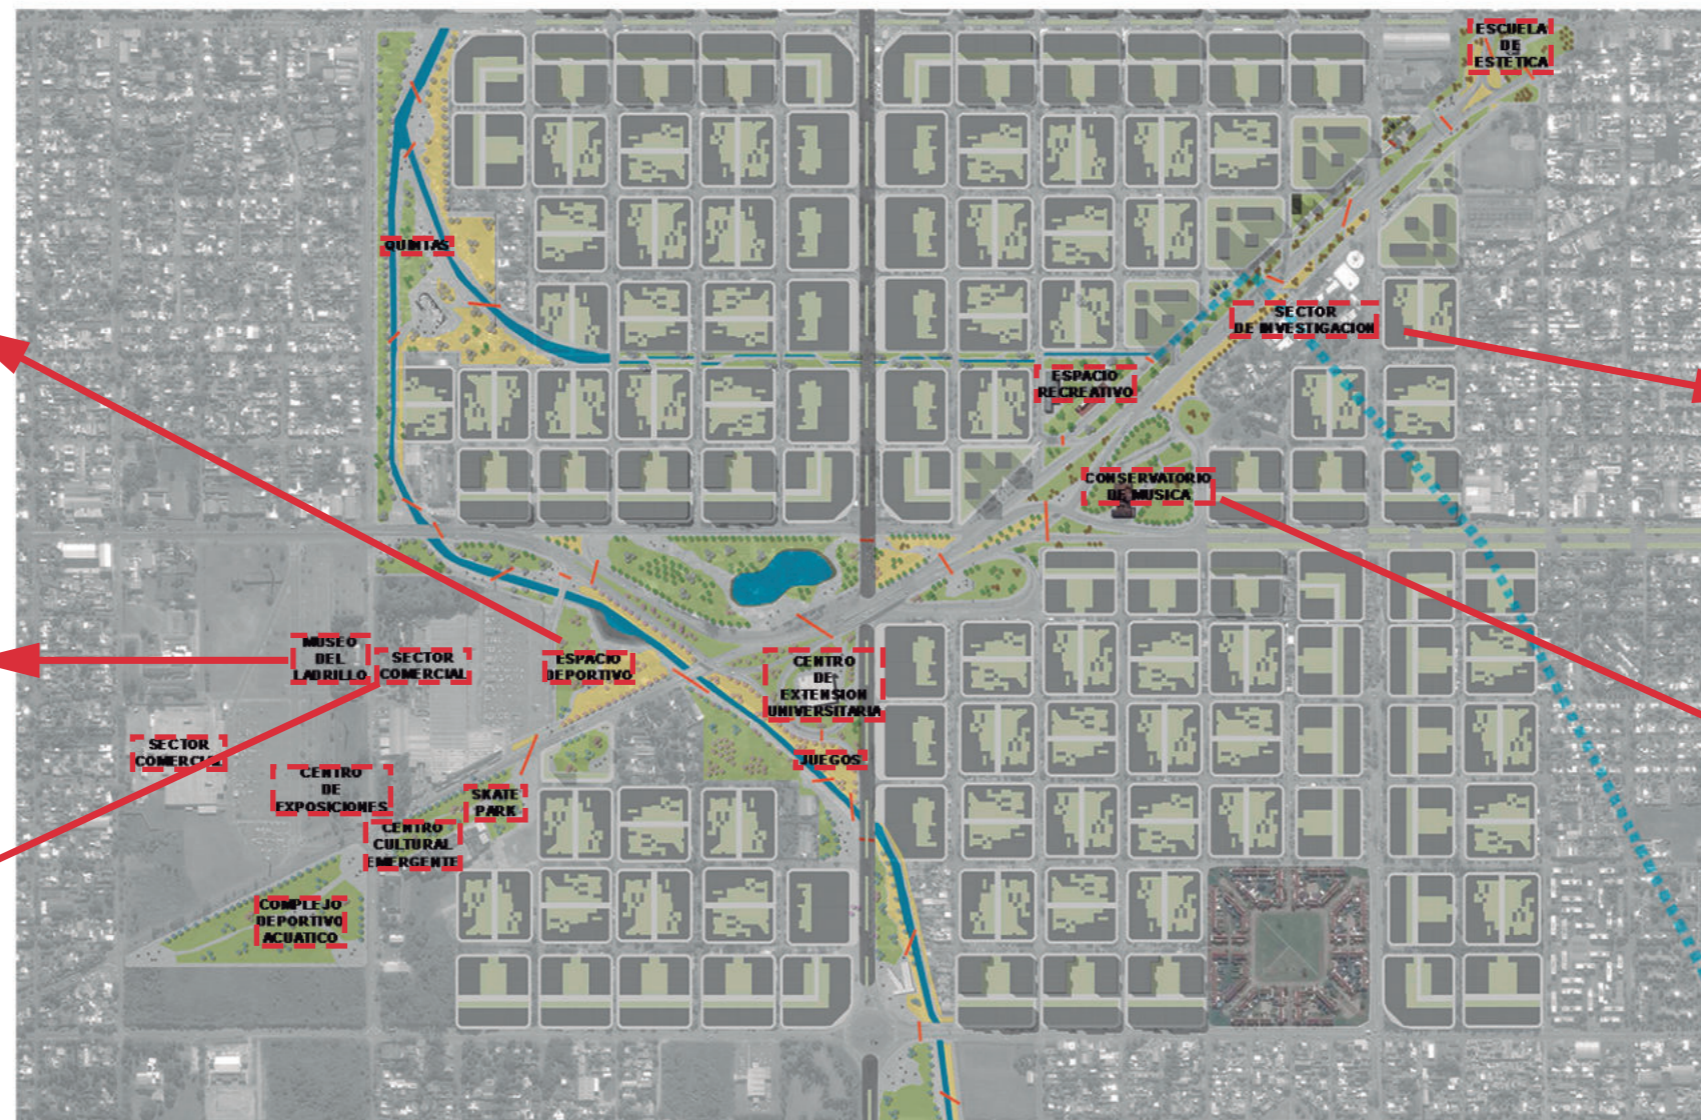 ESCUELA
DE
ESTETICA
QUINTAS
SECTOR
DE INVESTIGACION
ESPACIO
RECREATIVO
CONSERVATORIO
DE MUSICA
MUSEO
DEL
LADRILLO
SECTOR
COMERCIAL
ESPACIO
DEPORTIVO
CENTRO
DE
EXTENSION
UNIVERSITARIA
SECTOR
COMERCIAL
JUEGOS
CENTRO
DE
EXPOSICIONES
SKATE
PARK
CENTRO
CULTURAL
EMERGENTE
COMPLEJO
DEPORTIVO
ACUATICO